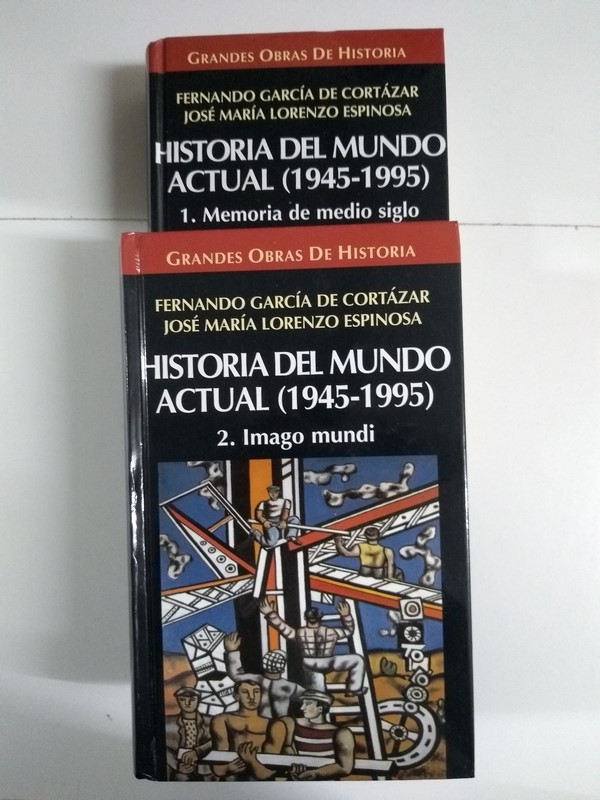 GRANDES OBRAS DE HISTORIA
FERNANDO GARCÍA DE CORTÁZAR
JOSÉ MARÍA LORENZO ESPINOSA
HISTORIA DEL MUNDO
ACTUAL (1945-1995)
1. Memoria de medio siglo
GRANDES OBRAS DE HISTORIA
FERNANDO GARCÍA DE CORTÁZAR
JOSÉ MARÍA LORENZO ESPINOSA
HISTORIA DEL MUNDO
ACTUAL (1945-1995)
2. Imago mundi